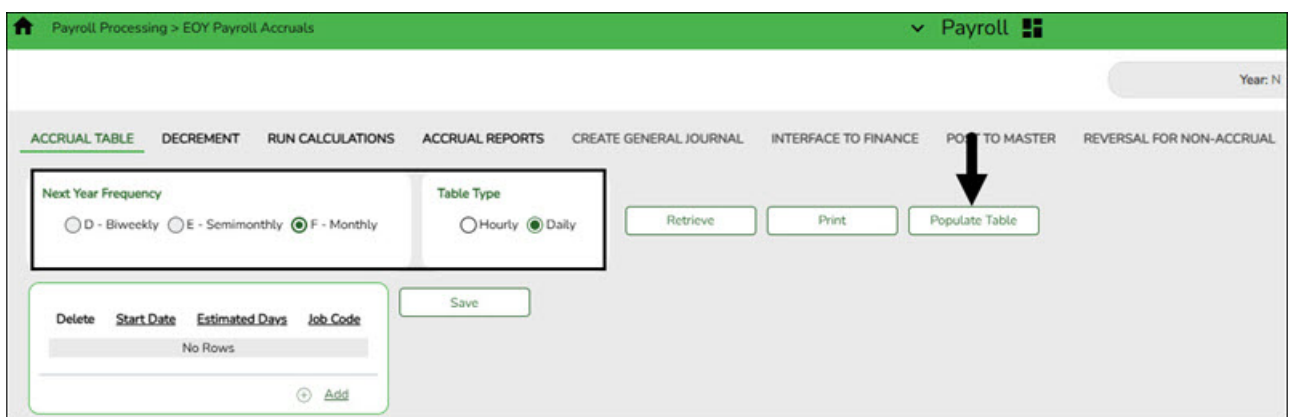 Payroll Processing > EOY Payroll Accruals
Payroll
Year: N
ACCRUAL TABLE DECREMENT RUN CALCULATIONS ACCRUAL REPORTS CREATE GENERAL JOURNAL INTERFACE TO FINANCE POST TO MASTER REVERSAL FOR NON-ACCRUAL
Next Year Frequency Table Type
D - Biweekly E - Semimonthly F - Monthly Hourly Daily Retrieve Print Populate Table
Save
Delete Start Date Estimated Days Job Code
No Rows
Add